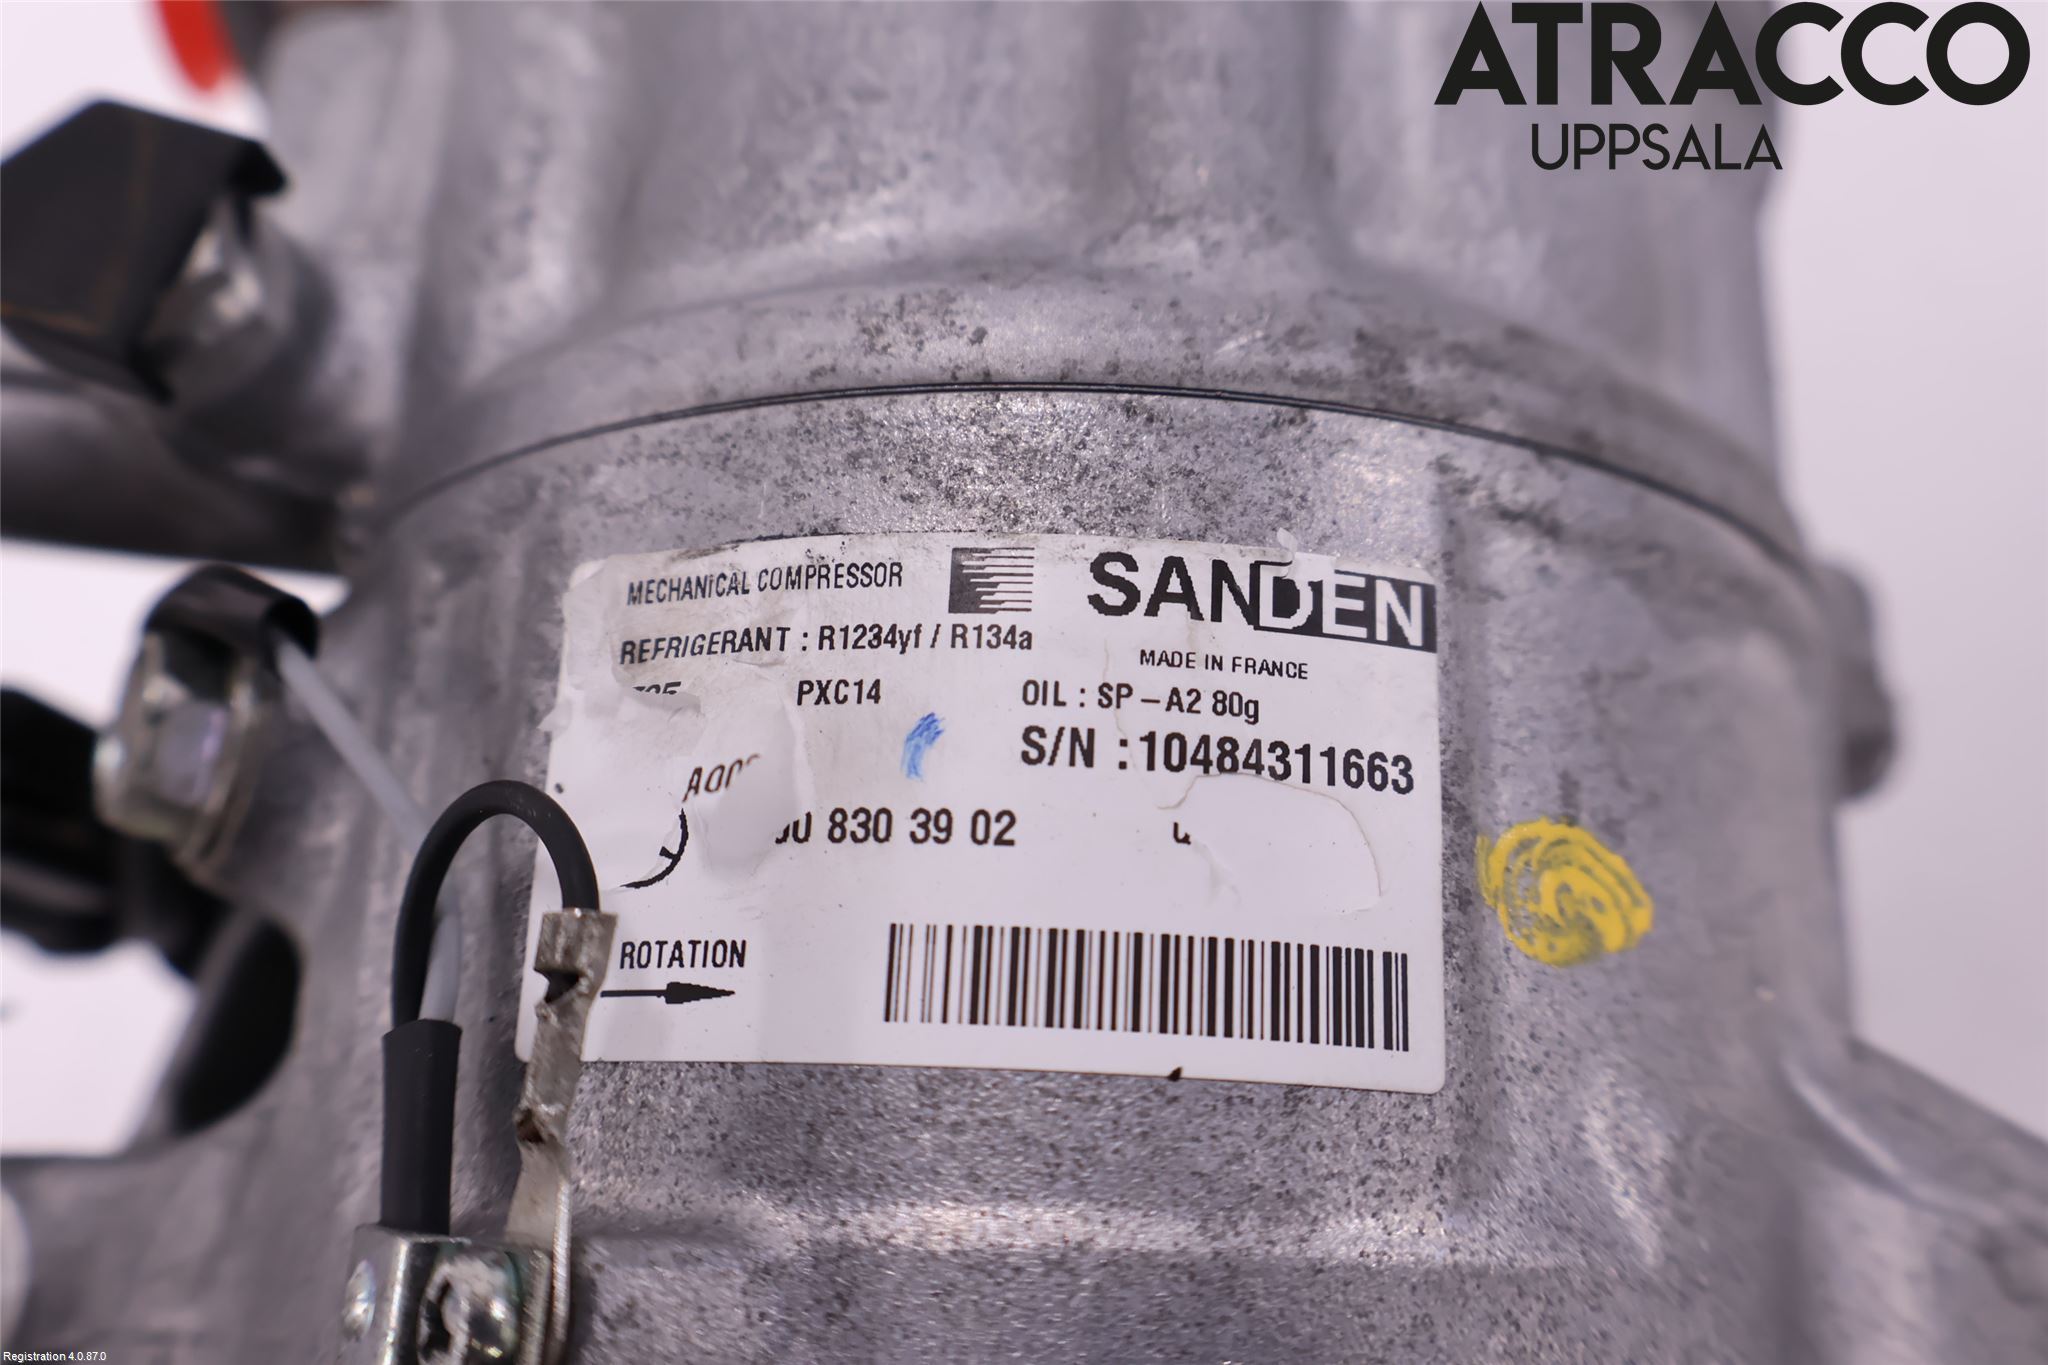 ATRACCO
UPPSALA
MECHANICAL COMPRESSOR
SANDEN
REFRIGERANT : R1234yf / R134a
MADE IN FRANCE
PXC14
OIL : SP – A2 80g
S/N : 10484311663
830 39 02
ROTATION
Registration 4.0.87.0